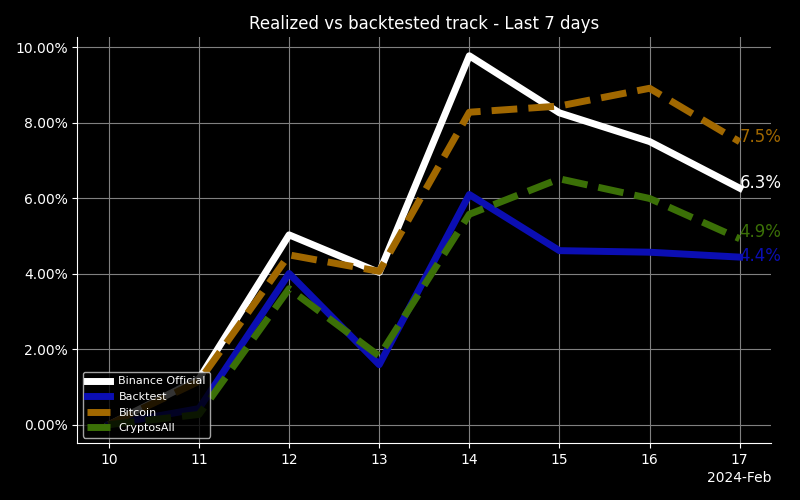 Realized vs backtested track - Last 7 days
10.00%
8.00%
6.00%
4.00%
2.00%
0.00%
7.5%
6.3%
4.9%
4.4%
Binance Official
Backtest
Bitcoin
CryptosAll
10 11 12 13 14 15 16 17
2024-Feb